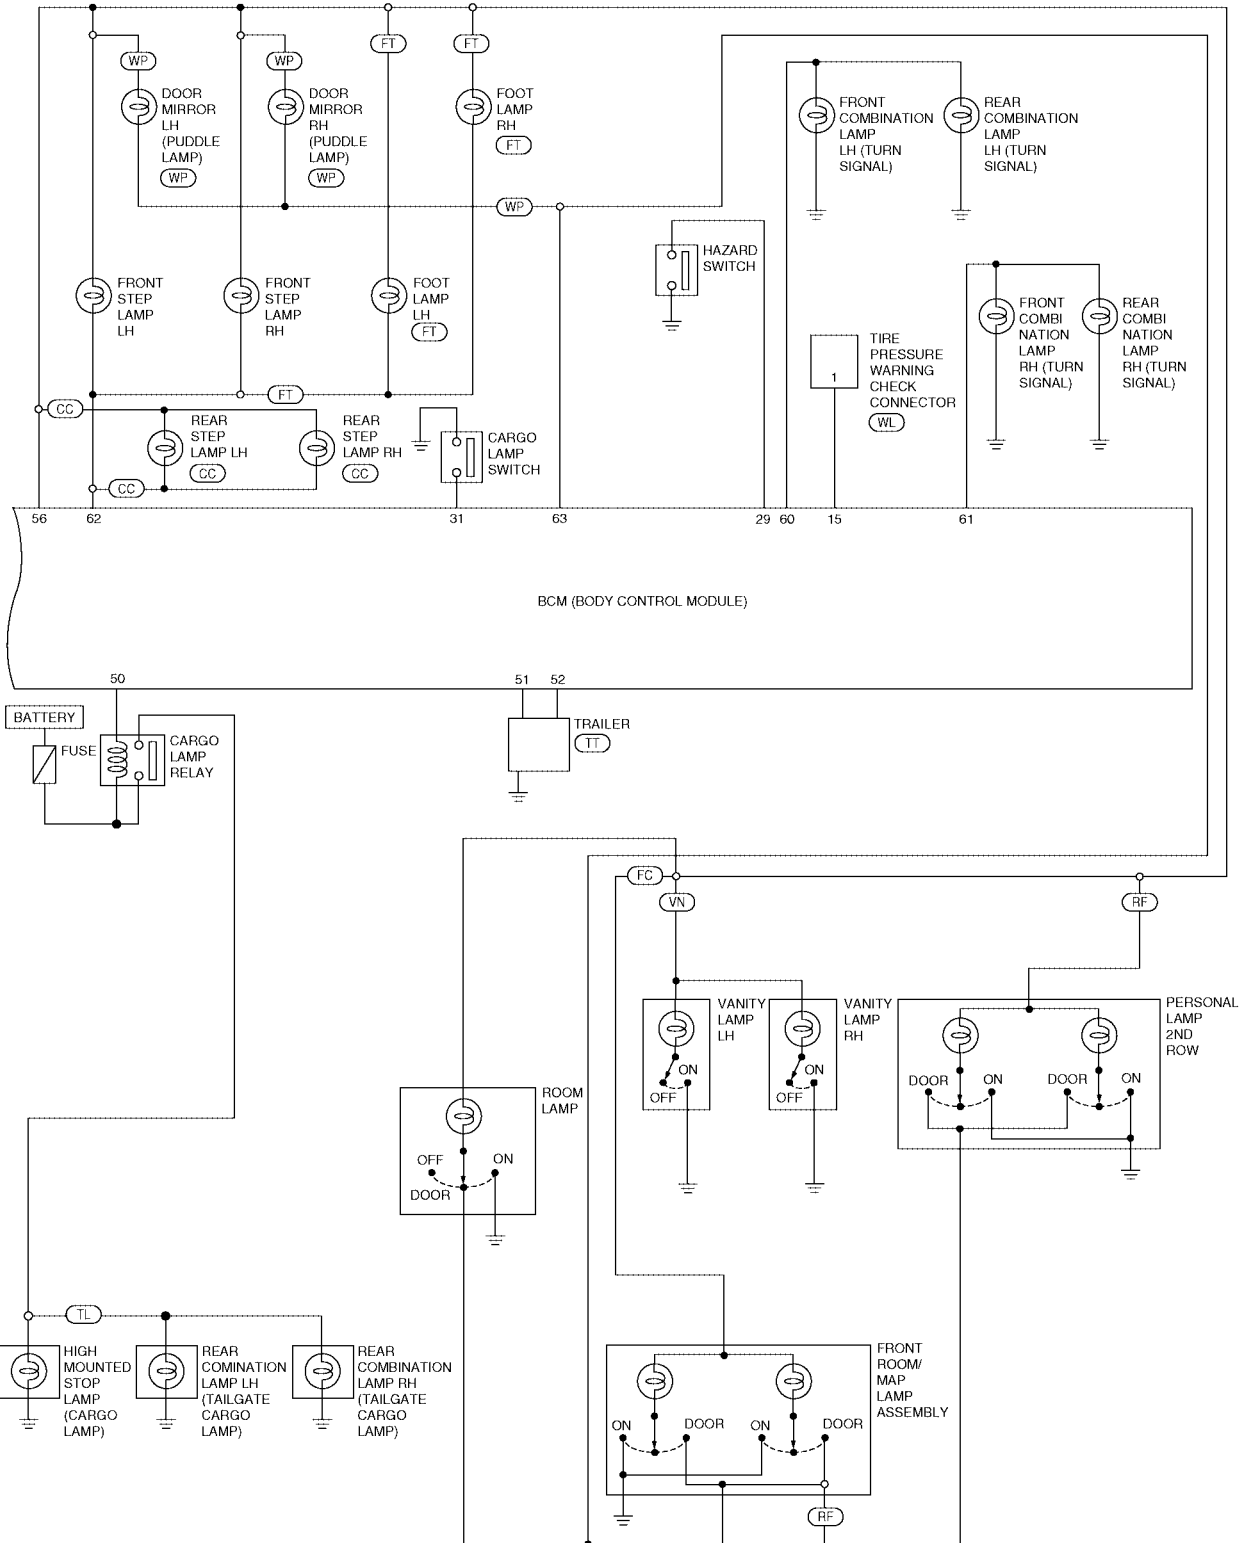 FT
FT
WP
WP
DOOR
MIRROR
LH
(PUDDLE
LAMP)
WP
DOOR
MIRROR
RH
(PUDDLE
LAMP)
WP
FOOT
LAMP
RH
FT
FRONT
COMBINATION
LAMP
LH (TURN
SIGNAL)
REAR
COMBINATION
LAMP
LH (TURN
SIGNAL)
WP
HAZARD
SWITCH
FRONT
STEP
LAMP
LH
FRONT
STEP
LAMP
RH
FOOT
LAMP
LH
FT
TIRE
PRESSURE
WARNING
CHECK
CONNECTOR
WL
1
FRONT
COMBI
NATION
LAMP
RH (TURN
SIGNAL)
REAR
COMBI
NATION
LAMP
RH (TURN
SIGNAL)
FT
CC
REAR
STEP
LAMP LH
CC
REAR
STEP
LAMP RH
CC
CARGO
LAMP
SWITCH
CC
56 62 31 63 29 60 15 61
BCM (BODY CONTROL MODULE)
50 51 52
BATTERY
FUSE
CARGO
LAMP
RELAY
TRAILER
TT
FC
VN
RF
VANITY
LAMP
LH
ON
OFF
VANITY
LAMP
RH
ON
OFF
PERSONAL
LAMP
2ND
ROW
DOOR ON DOOR ON
ROOM
LAMP
OFF ON
DOOR
TL
HIGH
MOUNTED
STOP
LAMP
(CARGO
LAMP)
REAR
COMINATION
LAMP LH
(TAILGATE
CARGO
LAMP)
REAR
COMBINATION
LAMP RH
(TAILGATE
CARGO
LAMP)
FRONT
ROOM/
MAP
LAMP
ASSEMBLY
ON DOOR ON DOOR
RF